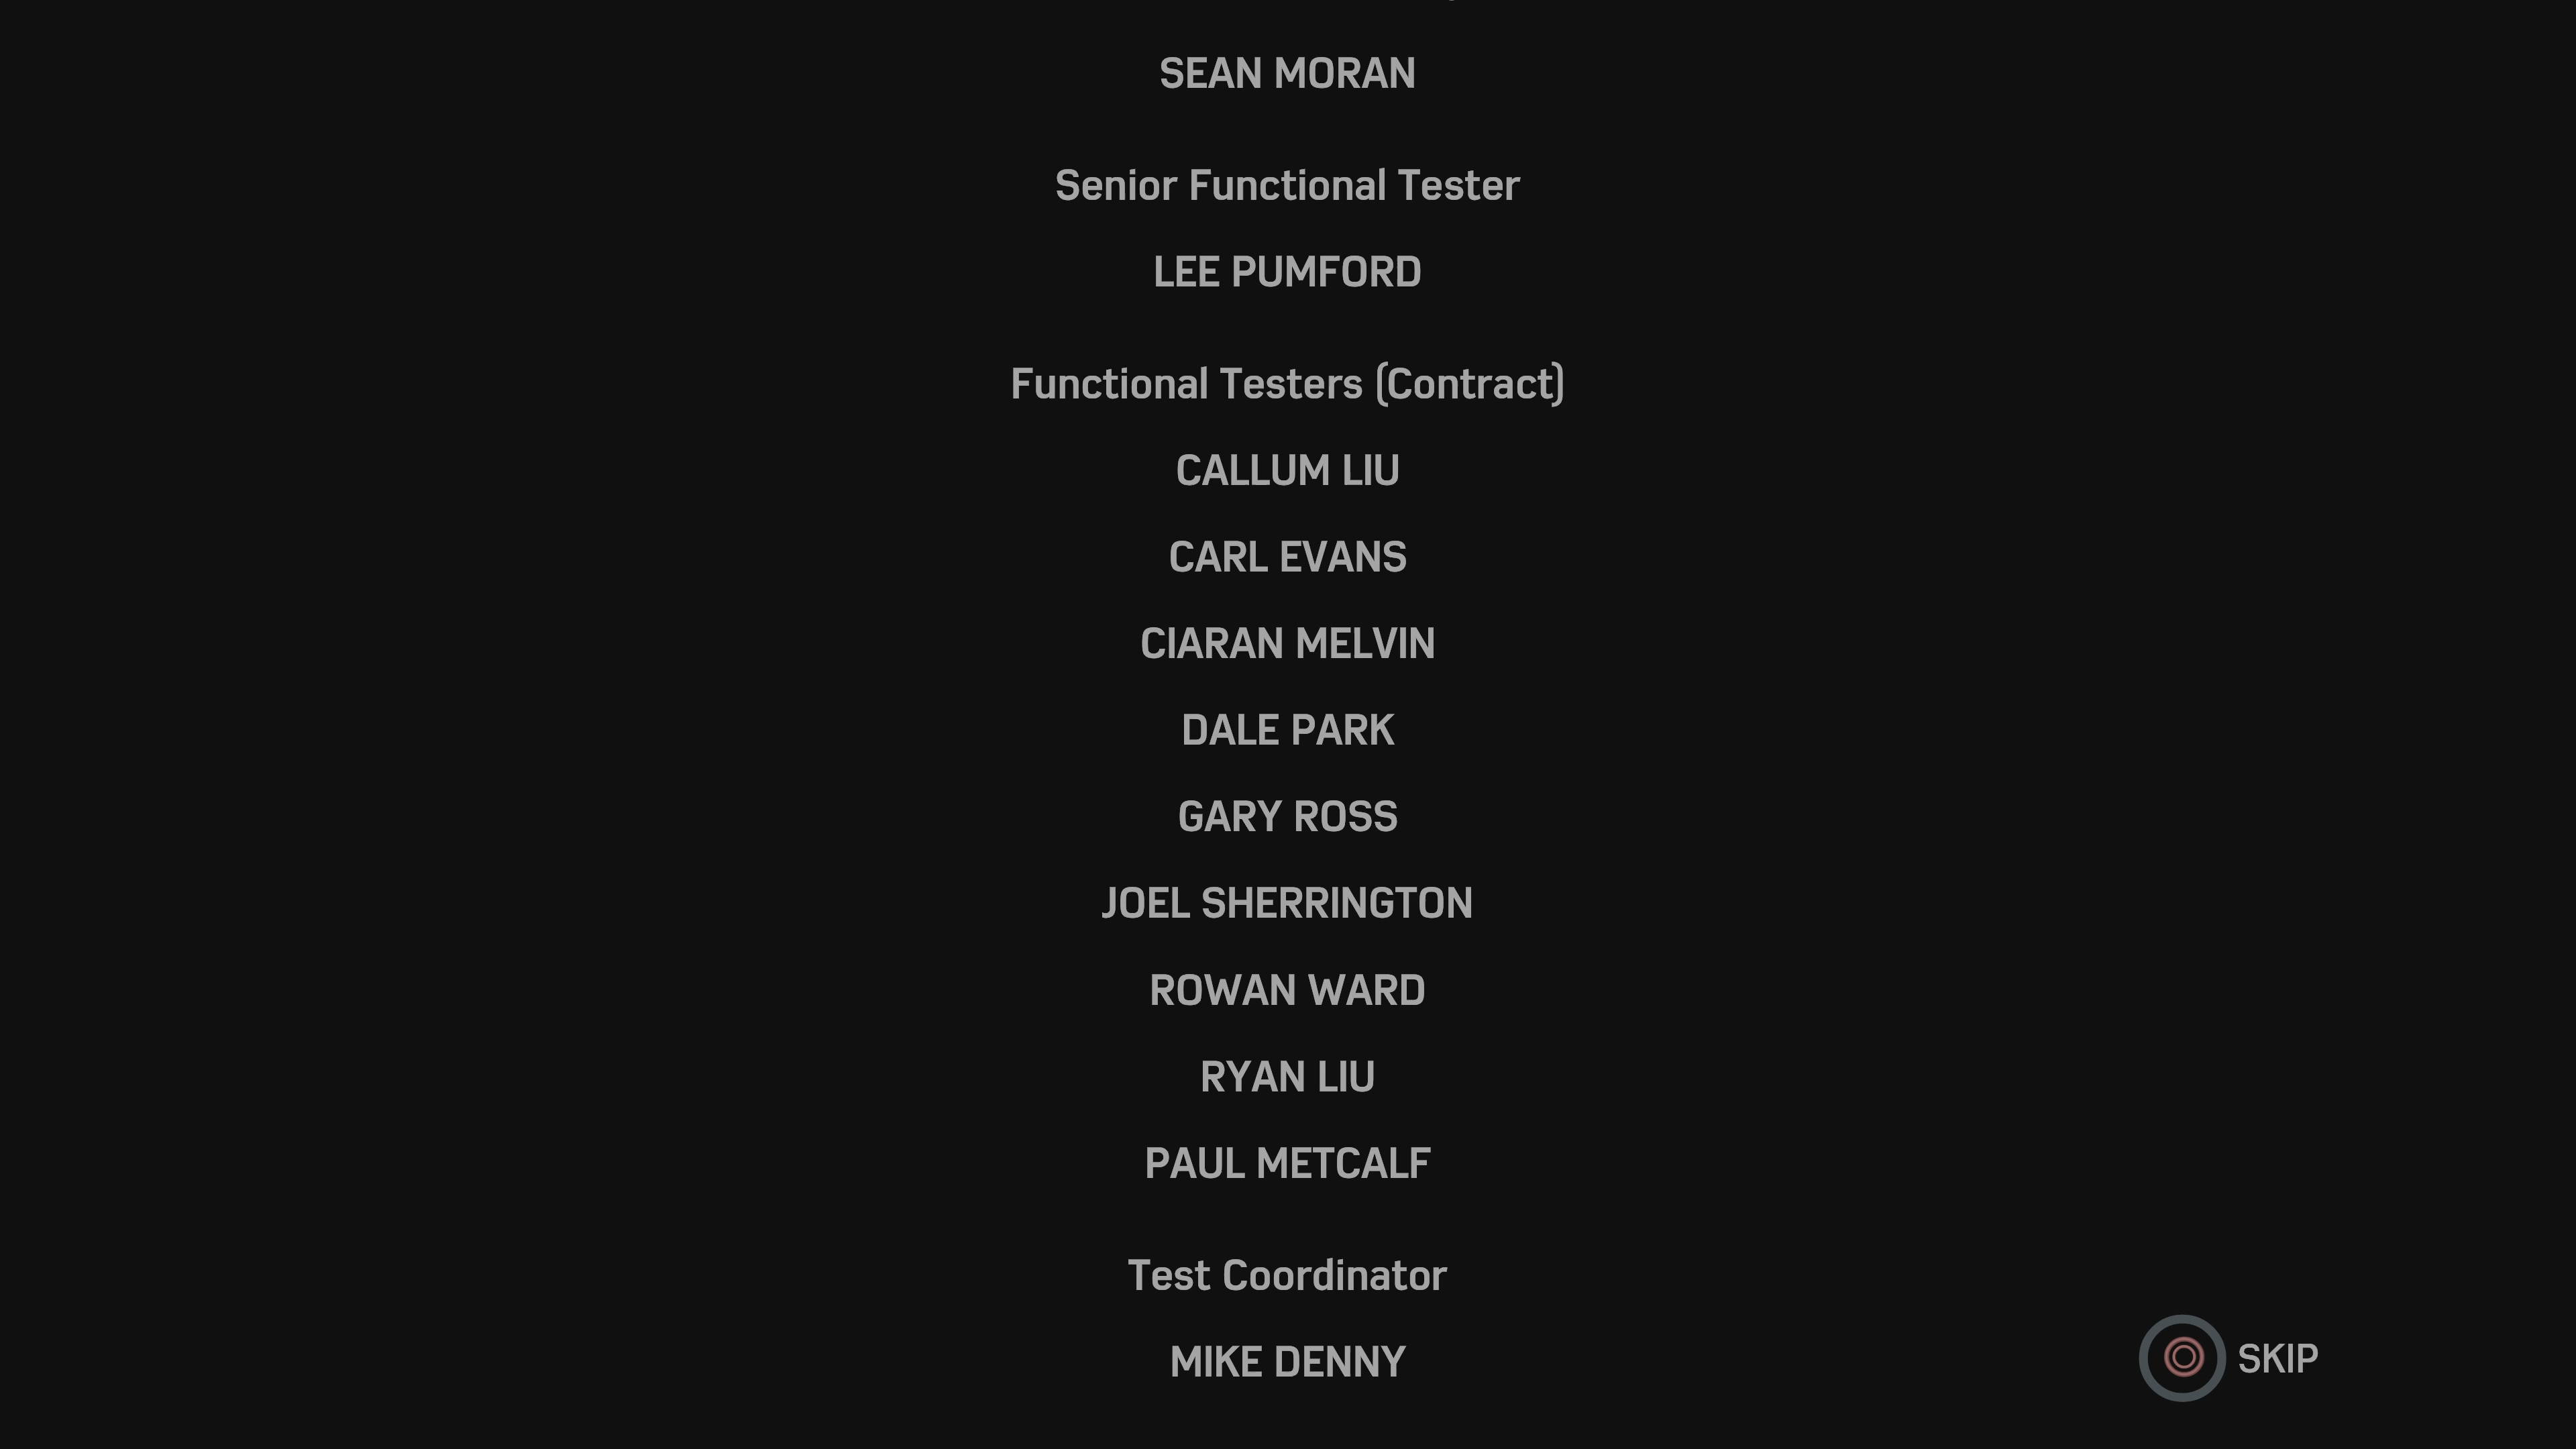 SEAN MORAN
Senior Functional Tester
LEE PUMFORD
Functional Testers (Contract)
CALLUM LIU
CARL EVANS
CIARAN MELVIN
DALE PARK
GARY ROSS
JOEL SHERRINGTON
ROWAN WARD
RYAN LIU
PAUL METCALF
Test Coordinator
MIKE DENNY
SKIP